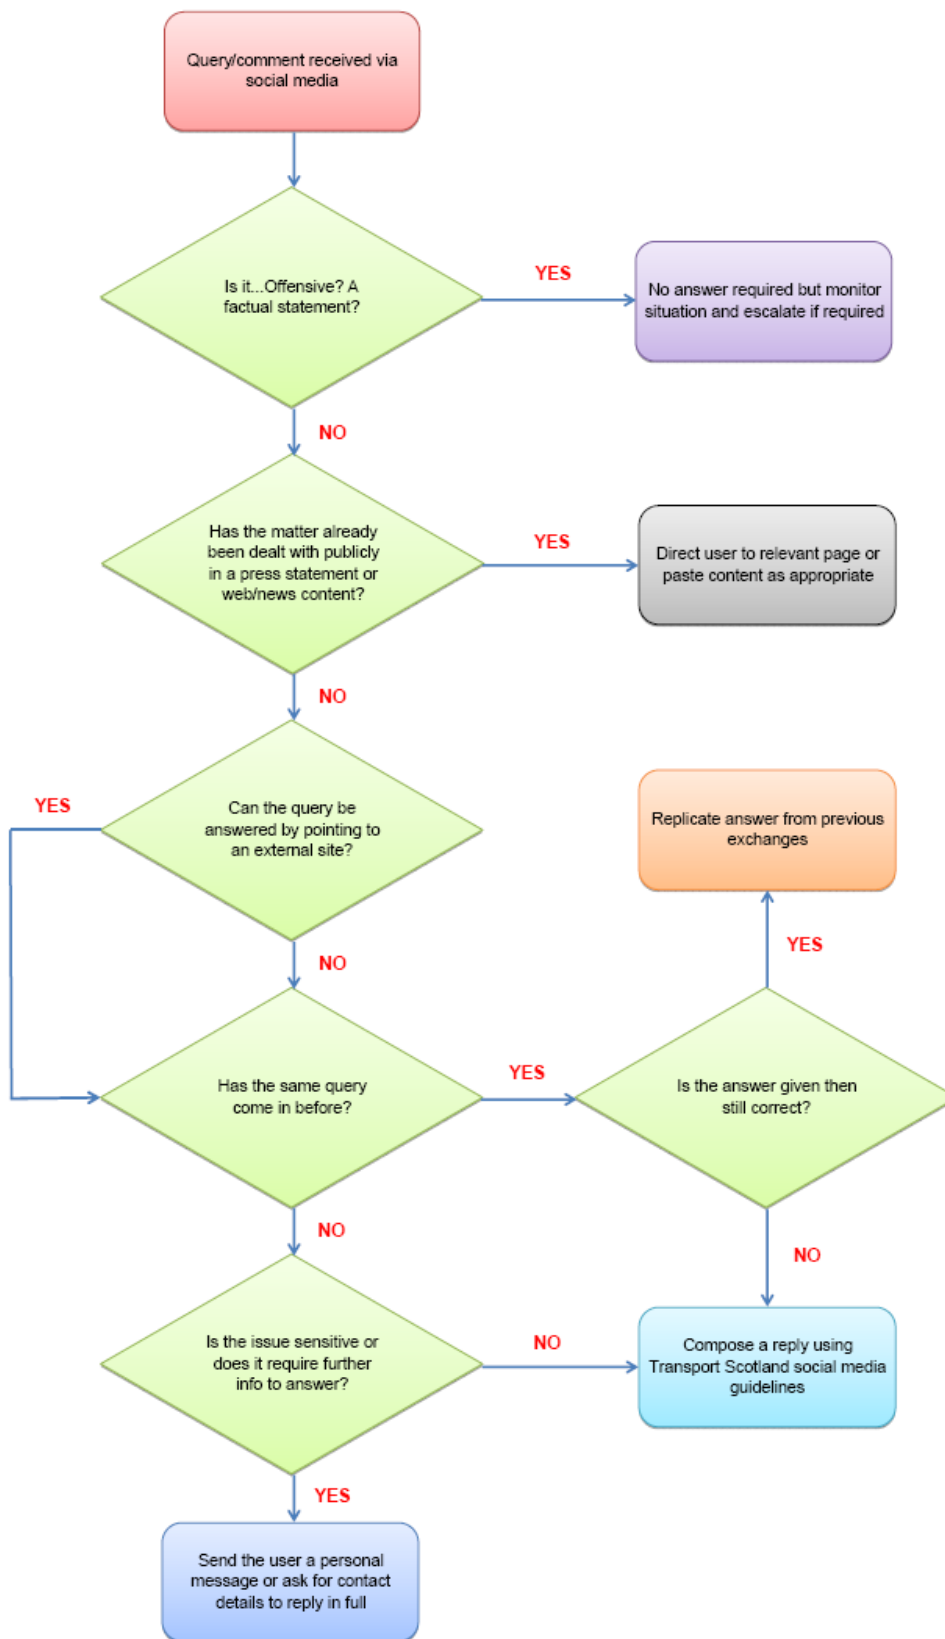 Query/comment received via
social media
Is it...Offensive? A
factual statement?
YES
No answer required but monitor
situation and escalate if required
NO
Has the matter already
been dealt with publicly
in a press statement or
web/news content?
YES
Direct user to relevant page or
paste content as appropriate
NO
YES
Can the query be
answered by pointing to
an external site?
Replicate answer from previous
exchanges
NO
YES
Has the same query
come in before?
YES
Is the answer given then
still correct?
NO
NO
Is the issue sensitive or
does it require further
info to answer?
NO
Compose a reply using
Transport Scotland social media
guidelines
YES
Send the user a personal
message or ask for contact
details to reply in full